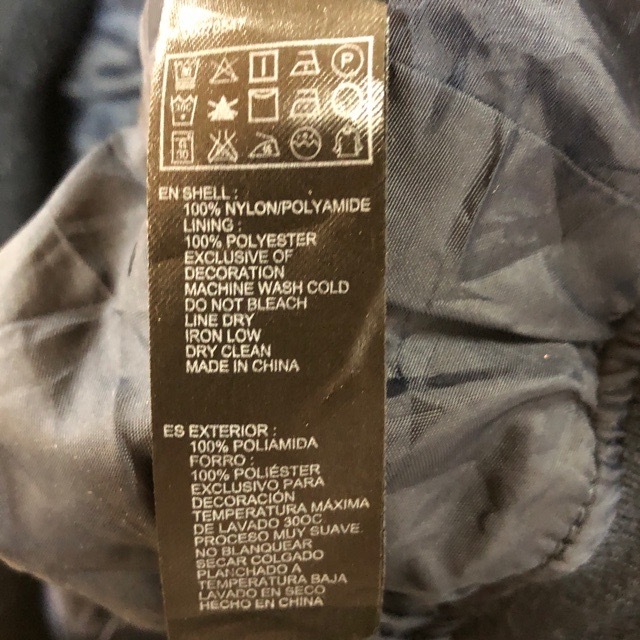 EN SHELL :
100% NYLON/POLYAMIDE
LINING :
100% POLYESTER
EXCLUSIVE OF
DECORATION
MACHINE WASH COLD
DO NOT BLEACH
LINE DRY
IRON LOW
DRY CLEAN
MADE IN CHINA
ES EXTERIOR :
100% POLIAMIDA
FORRO :
100% POLIÉSTER
EXCLUSIVO PARA
DECORACIÓN
TEMPERATURA MÁXIMA
DE LAVADO 300C
PROCESO MUY SUAVE.
NO BLANQUEAR
SECAR COLGADO
PLANCHADO A
TEMPERATURA BAJA
LAVADO EN SECO
HECHO EN CHINA